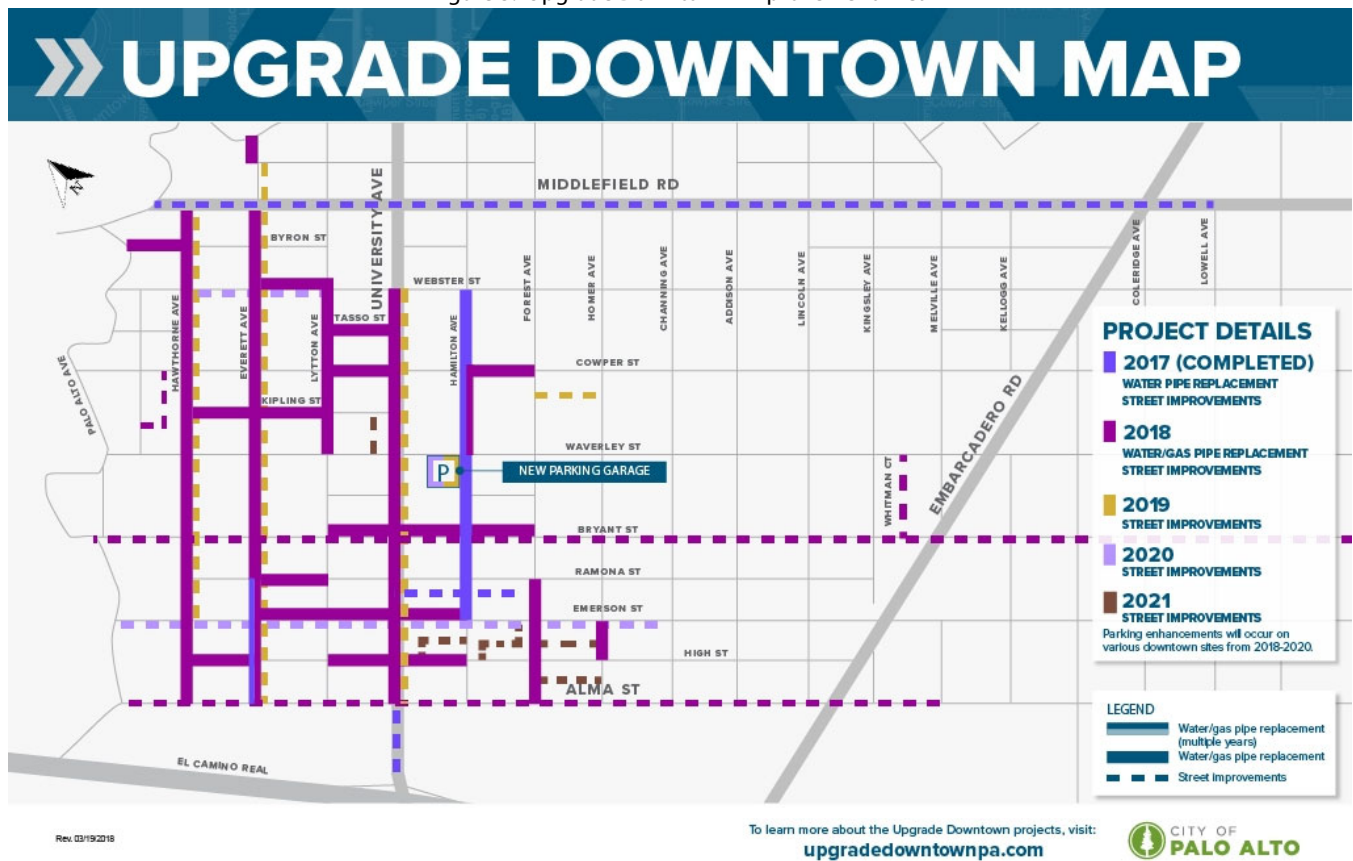 UPGRADE DOWNTOWN MAP
N
MIDDLEFIELD RD
UNIVERSITY AVE
BYRON ST
WEBSTER ST
TASSO ST
HAWTHORNE AVE
EVERETT AVE
LYTTON AVE
HAMILTON AVE
FOREST AVE
HOMER AVE
CHANNING AVE
ADDISON AVE
LINCOLN AVE
KINGSLEY AVE
MELVILLE AVE
KELLOGG AVE
COLERIDGE AVE
LOWELL AVE
PALO ALTO AVE
COWPER ST
KIPLING ST
WAVERLEY ST
P
NEW PARKING GARAGE
WHITMAN CT
EMBARCADERO RD
BRYANT ST
RAMONA ST
EMERSON ST
HIGH ST
ALMA ST
EL CAMINO REAL
PROJECT DETAILS
2017 (COMPLETED)
WATER PIPE REPLACEMENT
STREET IMPROVEMENTS
2018
WATER/GAS PIPE REPLACEMENT
STREET IMPROVEMENTS
2019
STREET IMPROVEMENTS
2020
STREET IMPROVEMENTS
2021
STREET IMPROVEMENTS
Parking enhancements will occur on
various downtown sites from 2018-2020.
LEGEND
Water/gas pipe replacement
(multiple years)
Water/gas pipe replacement
Street improvements
Rev. 03/19/2018
To learn more about the Upgrade Downtown projects, visit:
upgradedowntownpa.com
CITY OF
PALO ALTO